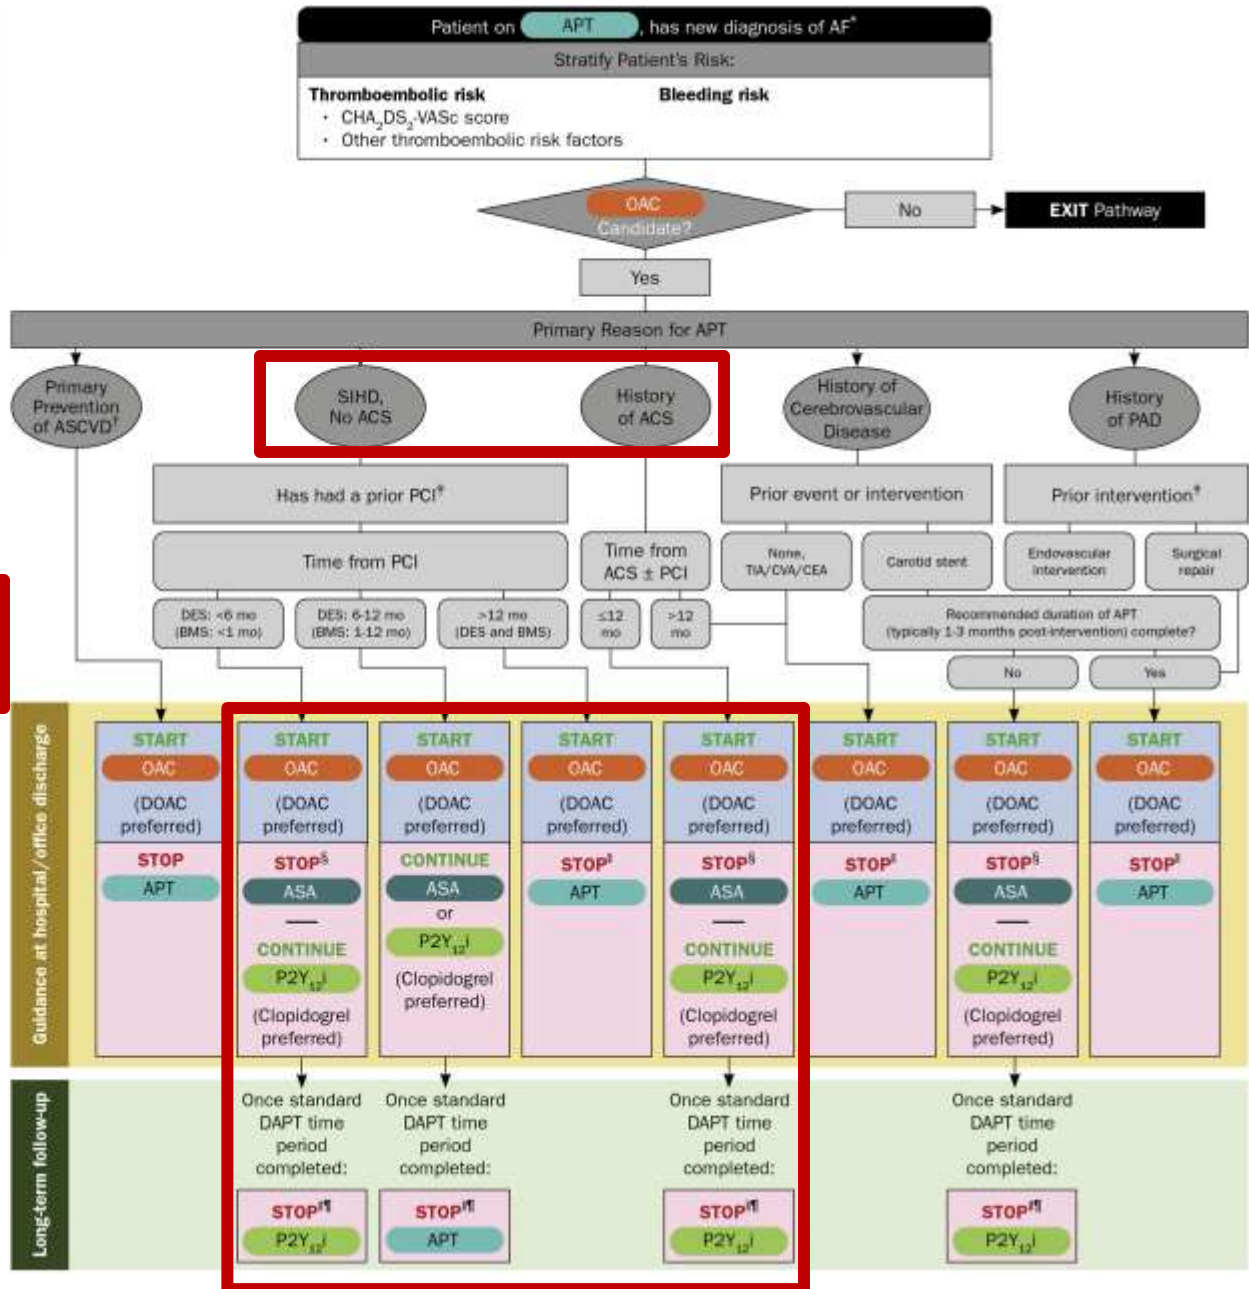 Patient on APT, has new diagnosis of AF*
Stratify Patient's Risk:
Thromboembolic risk
• CHA2DS2-VASc score
• Other thromboembolic risk factors
Bleeding risk
OAC
Candidate?
No
EXIT Pathway
Yes
Primary Reason for APT
Primary
Prevention
of ASCVD†
SIHD,
No ACS
History
of ACS
History of
Cerebrovascular
Disease
History
of PAD
Has had a prior PCI*
Prior event or intervention
Prior intervention*
Time from PCI
Time from
ACS ± PCI
None,
TIA/CVA/CEA
Carotid stent
Endovascular
intervention
Surgical
repair
DES: <6 mo
(BMS: <1 mo)
DES: 6-12 mo
(BMS: 1-12 mo)
>12 mo
(DES and BMS)
≤12
mo
>12
mo
Recommended duration of APT
(typically 1-3 months post-intervention) complete?
No
Yes
Guidance at hospital/office discharge
START
OAC
(DOAC
preferred)
STOP
APT
START
OAC
(DOAC
preferred)
STOP§
ASA
—
CONTINUE
P2Y12i
(Clopidogrel
preferred)
START
OAC
(DOAC
preferred)
CONTINUE
ASA
or
P2Y12i
(Clopidogrel
preferred)
START
OAC
(DOAC
preferred)
STOP‖
APT
START
OAC
(DOAC
preferred)
STOP§
ASA
—
CONTINUE
P2Y12i
(Clopidogrel
preferred)
START
OAC
(DOAC
preferred)
STOP‖
APT
START
OAC
(DOAC
preferred)
STOP§
ASA
—
CONTINUE
P2Y12i
(Clopidogrel
preferred)
START
OAC
(DOAC
preferred)
STOP‖
APT
Long-term follow-up
Once standard
DAPT time
period
completed:
STOP‖¶
P2Y12i
Once standard
DAPT time
period
completed:
STOP‖¶
APT
Once standard
DAPT time
period
completed:
STOP‖¶
P2Y12i
Once standard
DAPT time
period
completed:
STOP‖¶
P2Y12i